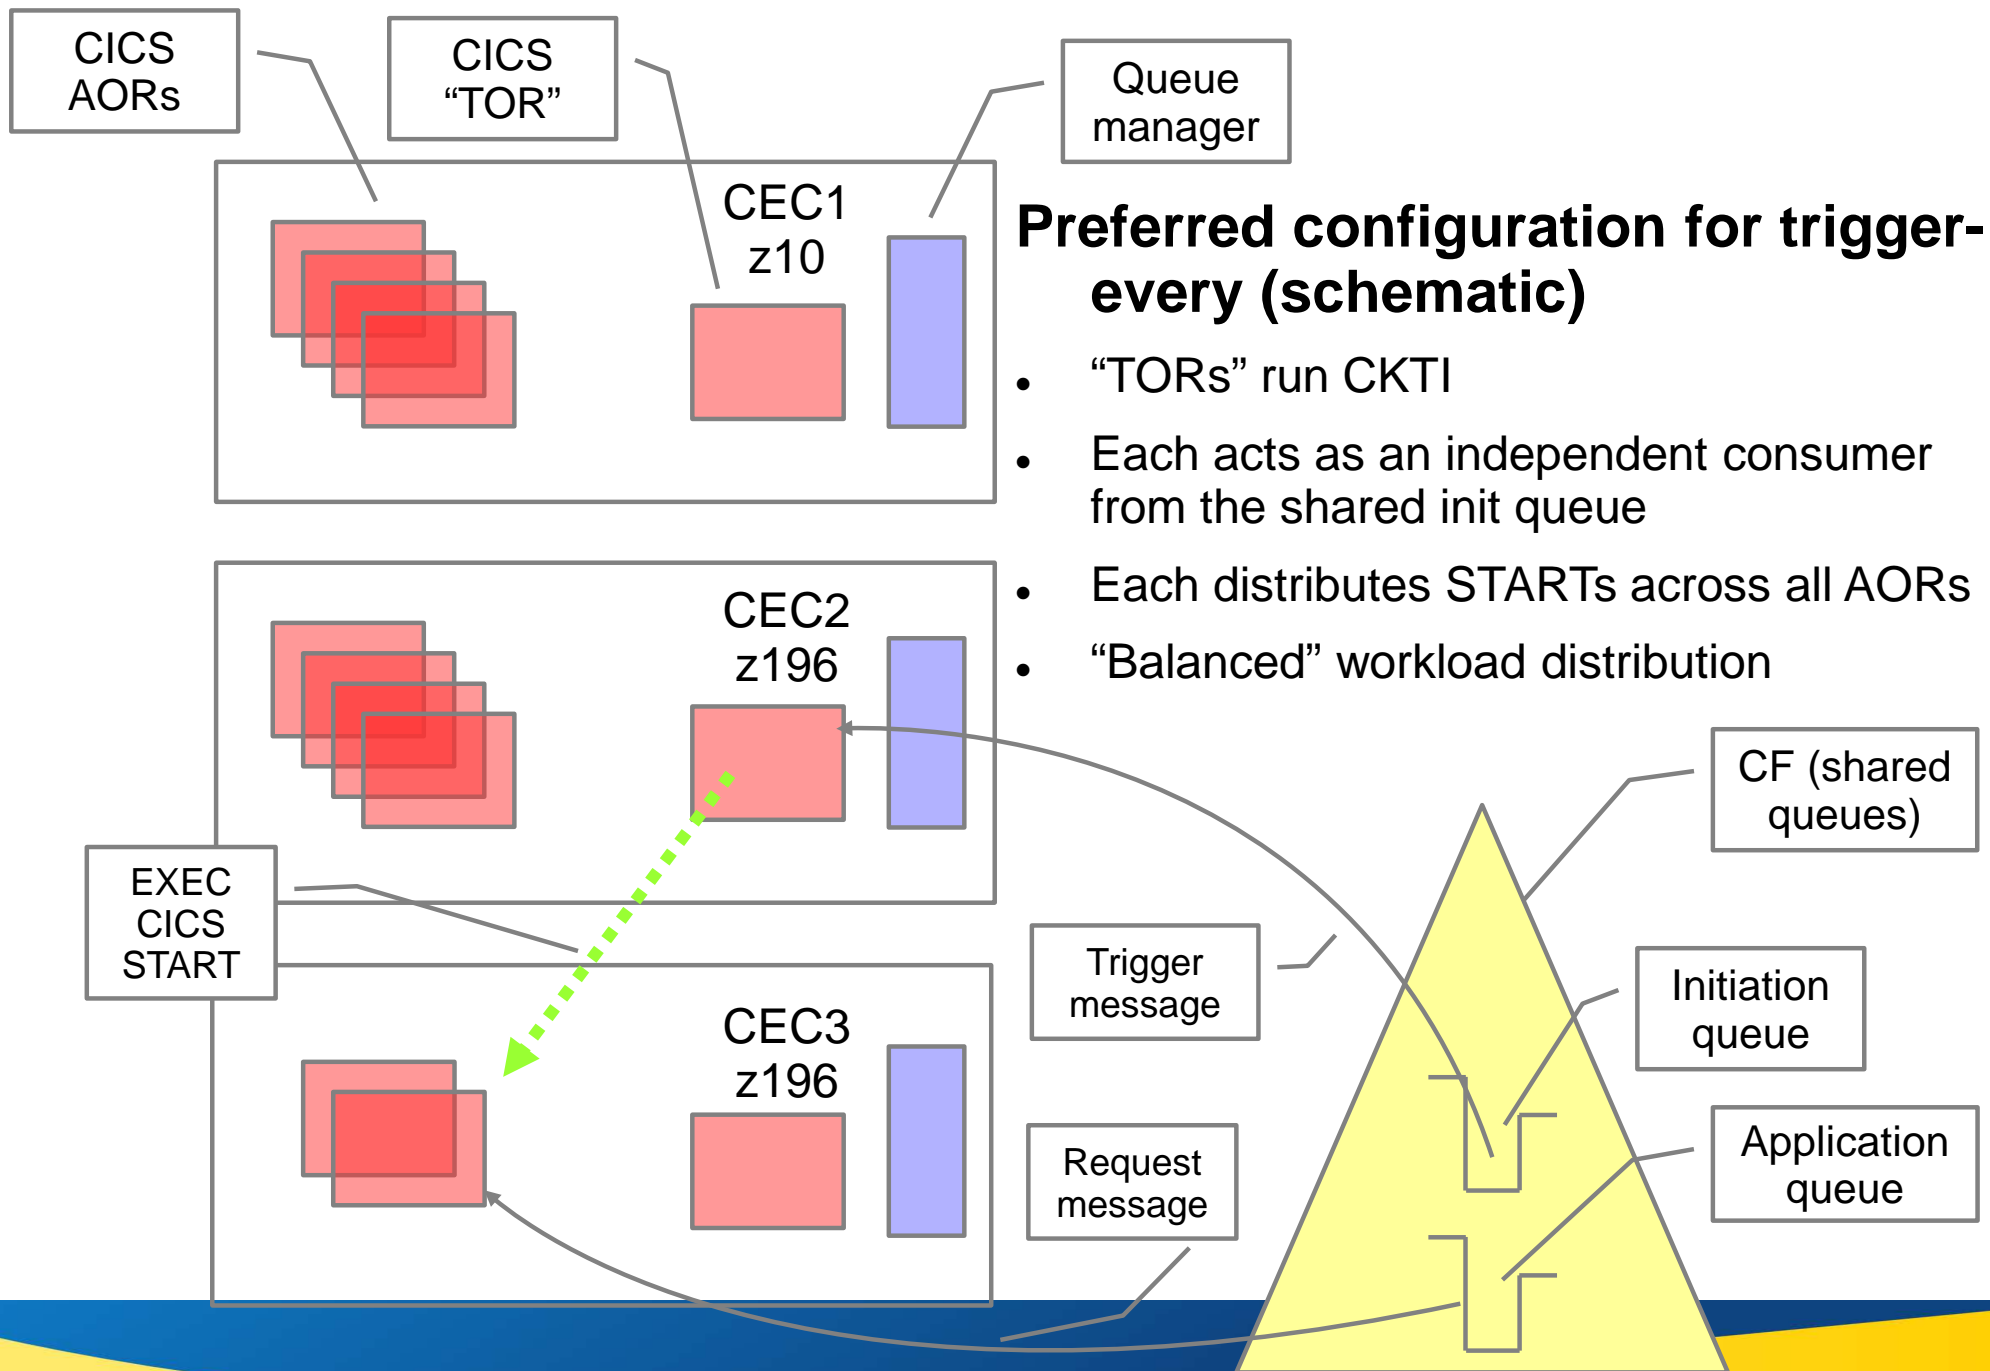 CICS
AORs
CICS
“TOR”
Queue
manager
CEC1
z10
Preferred configuration for trigger-
every (schematic)
• “TORs” run CKTI
• Each acts as an independent consumer
from the shared init queue
• Each distributes STARTs across all AORs
• “Balanced” workload distribution
CEC2
z196
CF (shared
queues)
EXEC
CICS
START
Trigger
message
Initiation
queue
CEC3
z196
Request
message
Application
queue